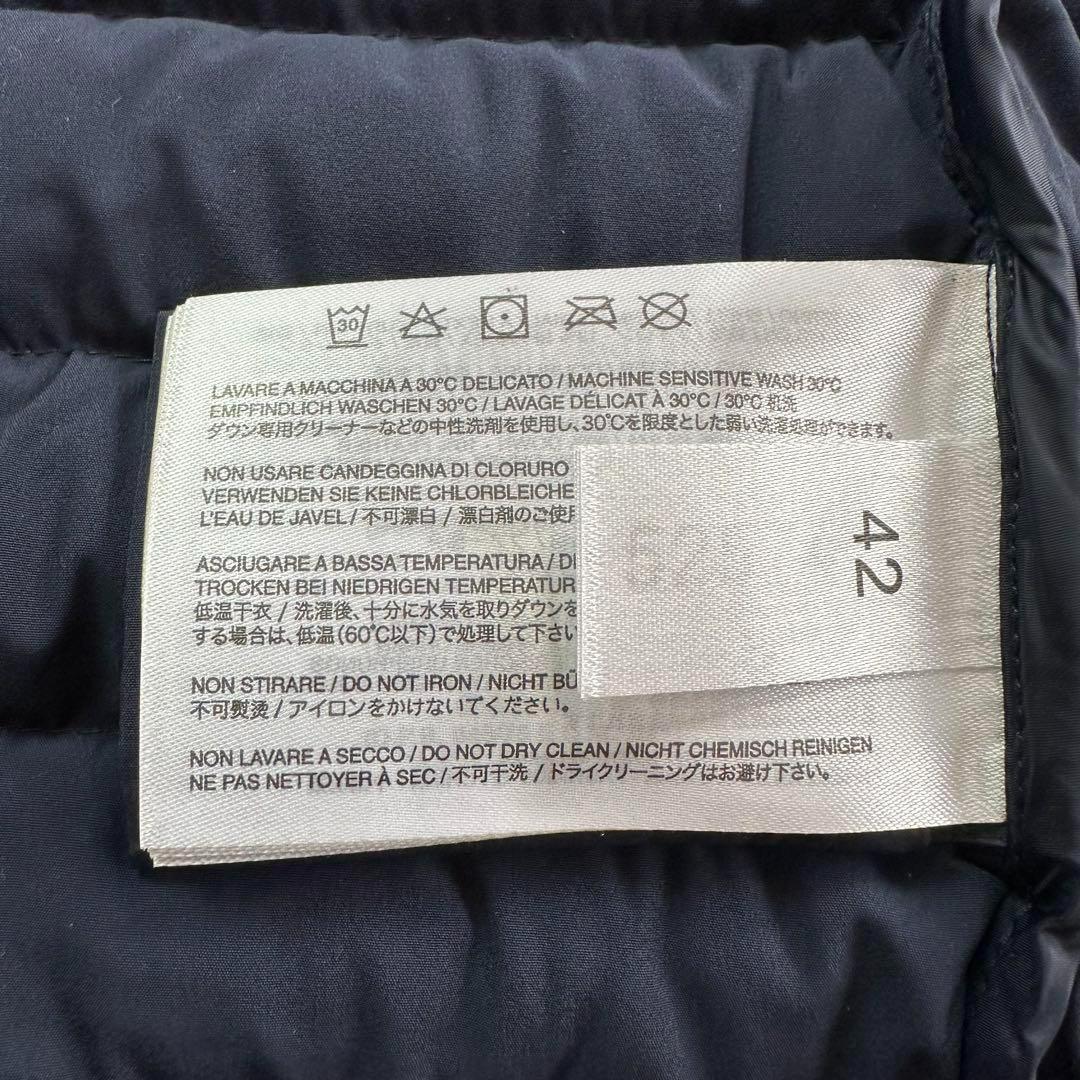 30
LAVARE A MACCHINA A 30°C DELICATO / MACHINE SENSITIVE WASH 30°C
EMPFINDLICH WASCHEN 30°C / LAVAGE DÉLICAT À 30°C / 30°C 机洗
ダウン専用クリーナーなどの中性洗剤を使用し、30℃を限度とした弱い洗濯処理ができます。
NON USARE CANDEGGINA DI CLORURO
VERWENDEN SIE KEINE CHLORBLEICHE
L'EAU DE JAVEL / 不可漂白 / 漂白剤のご使
ASCIUGARE A BASSA TEMPERATURA /
TROCKEN BEI NIEDRIGEN TEMPERATUR
低温干衣 / 洗濯後、十分に水気を取りダウンを
する場合は、低温(60℃以下)で処理して下さい
NON STIRARE / DO NOT IRON / NICHT BÜ
不可熨烫 / アイロンをかけないでください。
NON LAVARE A SECCO / DO NOT DRY CLEAN / NICHT CHEMISCH REINIGEN
NE PAS NETTOYER À SEC / 不可干洗 / ドライクリーニングはお避け下さい。
42